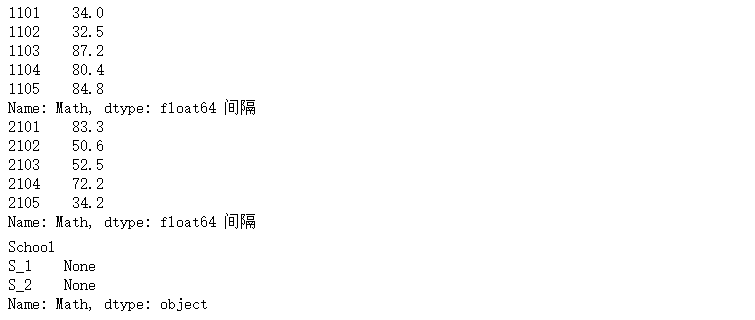 1101    34.0
1102    32.5
1103    87.2
1104    80.4
1105    84.8
Name: Math, dtype: float64 间隔
2101    83.3
2102    50.6
2103    52.5
2104    72.2
2105    34.2
Name: Math, dtype: float64 间隔
School
S_1    None
S_2    None
Name: Math, dtype: object